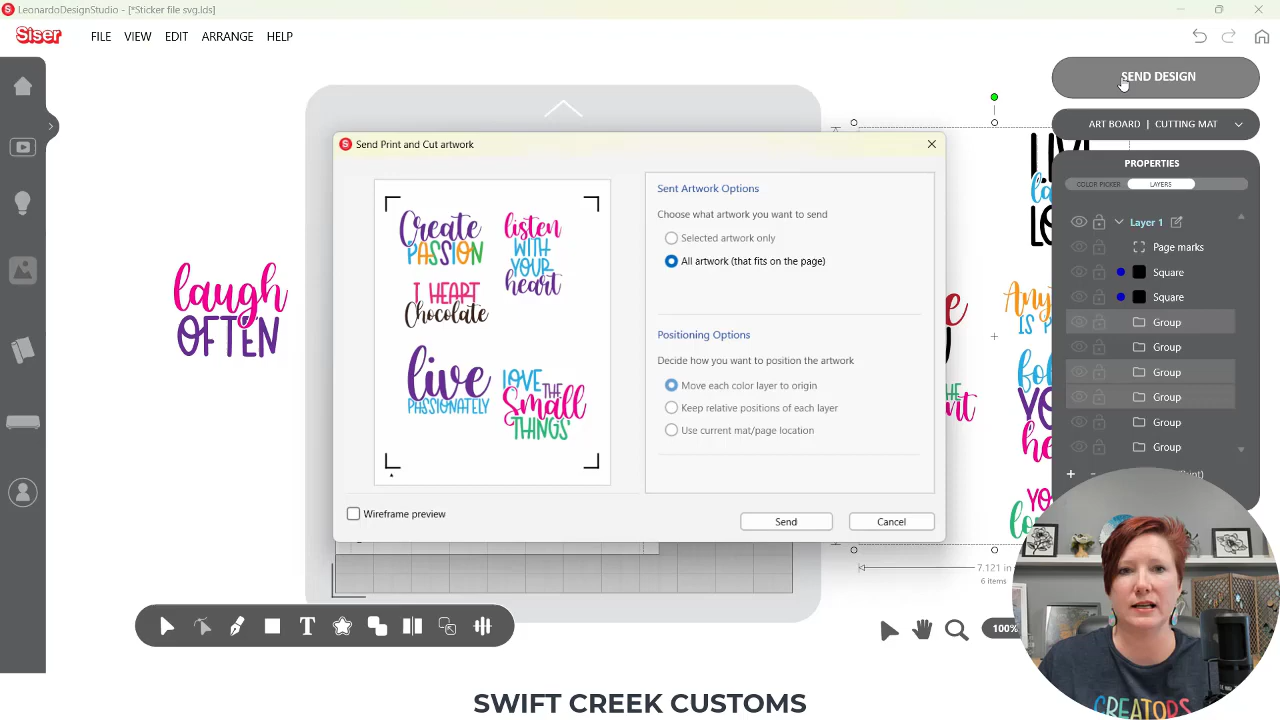 LeonardoDesignStudio - [*Sticker file svg.lds]
Siser
FILE VIEW EDIT ARRANGE HELP
SEND DESIGN
ART BOARD | CUTTING MAT
PROPERTIES
COLOR PICKER LAYERS
Layer 1
Page marks
Square
Square
Group
Group
Group
Group
Group
Group
Send Print and Cut artwork
Create
PASSION
listen
WITH
YOUR
heart
I HEART
Chocolate
live
PASSIONATELY
LOVE THE
Small
THINGS
Sent Artwork Options
Choose what artwork you want to send
Selected artwork only
All artwork (that fits on the page)
Positioning Options
Decide how you want to position the artwork
Move each color layer to origin
Keep relative positions of each layer
Use current mat/page location
Wireframe preview
Send
Cancel
laugh
OFTEN
7.121 in
6 items
100%
CREATORS
SWIFT CREEK CUSTOMS